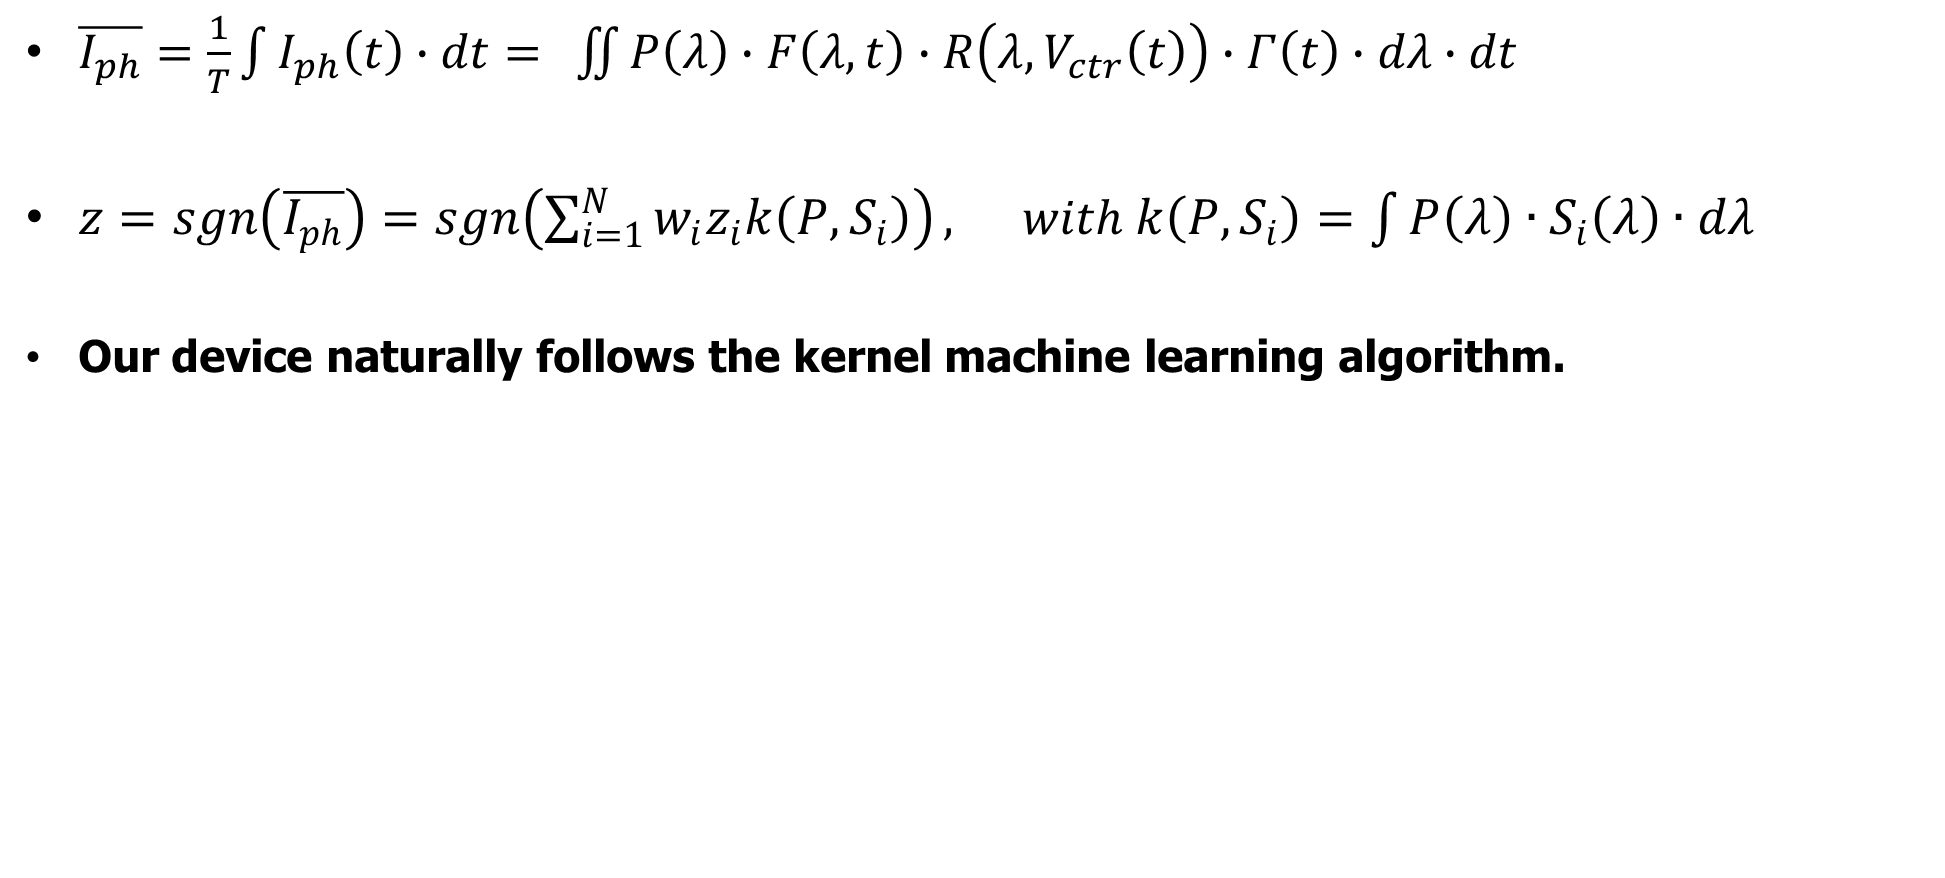 • $\overline{I_{ph}} = \frac{1}{T} \int I_{ph}(t) \cdot dt = \iint P(\lambda) \cdot F(\lambda, t) \cdot R(\lambda, V_{ctr}(t)) \cdot \Gamma(t) \cdot d\lambda \cdot dt$
• $z = sgn(\overline{I_{ph}}) = sgn(\sum_{i=1}^{N} w_i z_i k(P, S_i)), \quad with\ k(P, S_i) = \int P(\lambda) \cdot S_i(\lambda) \cdot d\lambda$
• Our device naturally follows the kernel machine learning algorithm.